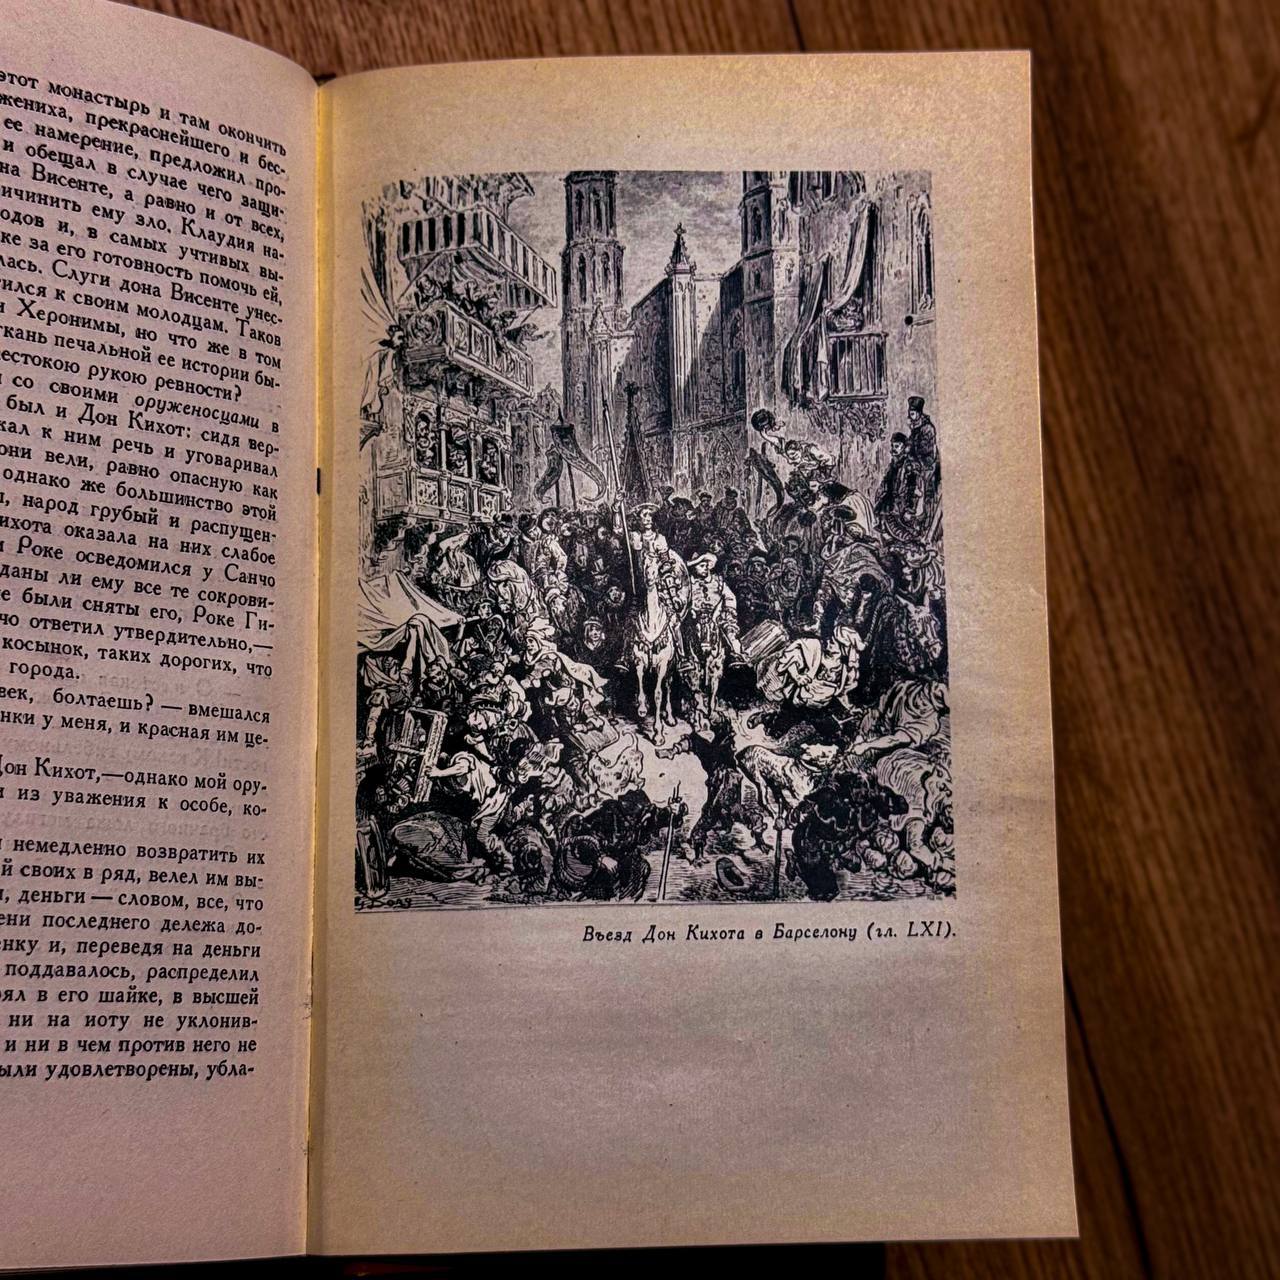 этот монастырь и там окончить
жениха, прекраснейшего и бес-
ее намерение, предложил про-
и обещал в случае чего защи-
на Висенте, а равно и от всех,
ичинить ему зло. Клаудия на-
одов и, в самых учтивых вы-
ке за его готовность помочь ей,
лась. Слуги дона Висенте унес-
тился к своим молодцам. Таков
и Херонимы, но что же в том
ткань печальной ее истории бы-
естокою рукою ревности?
и со своими оруженосцами в
был и Дон Кихот: сидя вер-
жал к ним речь и уговаривал
они вели, равно опасную как
однако же большинство этой
ы, народ грубый и распущен-
ихота оказала на них слабое
и Роке осведомился у Санчо
даны ли ему все те сокрови-
е были сняты его, Роке Ги-
чо ответил утвердительно,—
косынок, таких дорогих, что
города.
век, болтаешь? — вмешался
нки у меня, и красная им це-
Дон Кихот,—однако мой ору-
и из уважения к особе, ко-
и немедленно возвратить их
й своих в ряд, велел им вы-
и, деньги — словом, все, что
ени последнего дележа до-
енку и, переведя на деньги
поддавалось, распределил
рял в его шайке, в высшей
ни на йоту не уклонив-
и ни в чем против него не
ыли удовлетворены, убла-
Въезд Дон Кихота в Барселону (гл. LXI).